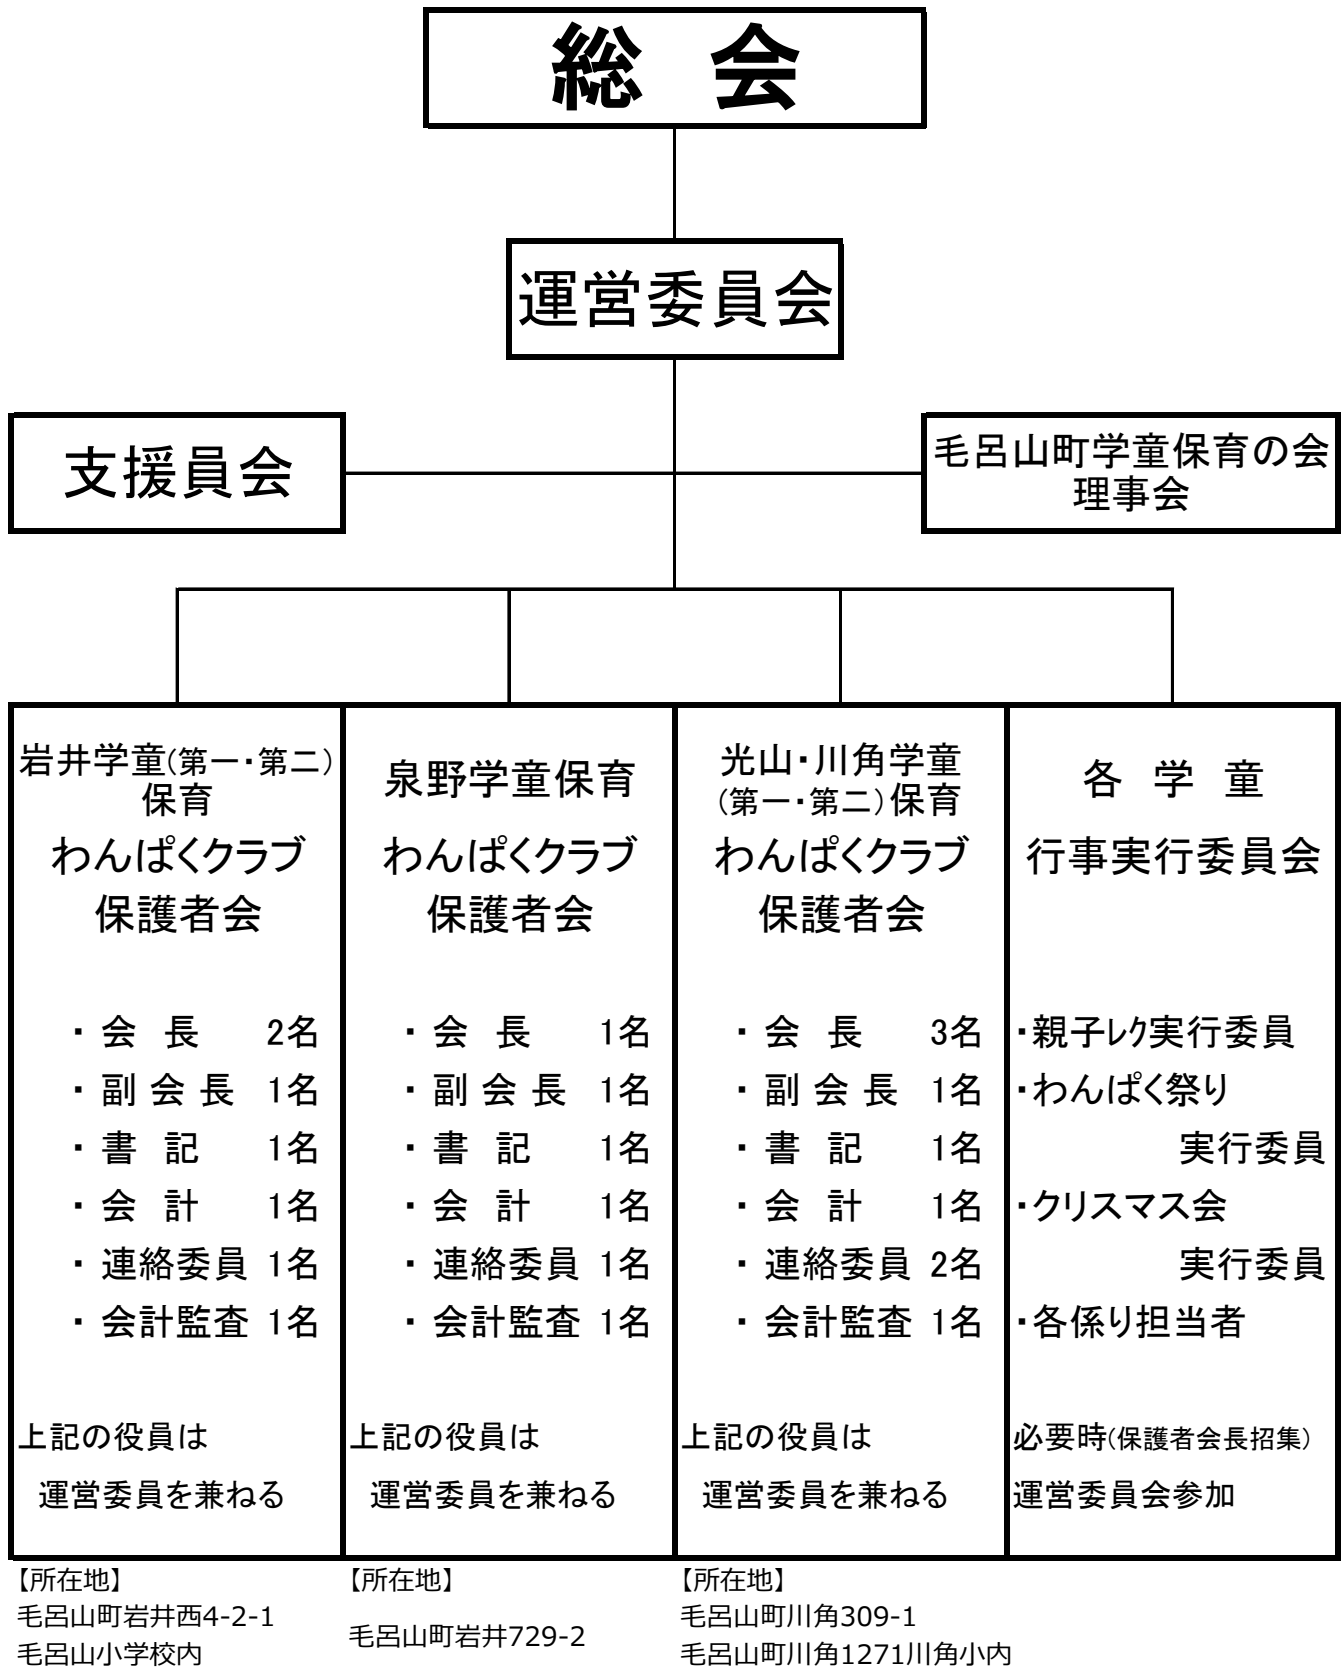 総　会
運営委員会
支援員会
毛呂山町学童保育の会
理事会
岩井学童(第一・第二)
保育
わんぱくクラブ
保護者会
・ 会　長　2名
・ 副 会 長　1名
・ 書　記　1名
・ 会　計　1名
・ 連絡委員　1名
・ 会計監査　1名
上記の役員は
運営委員を兼ねる
泉野学童保育
わんぱくクラブ
保護者会
・ 会　長　1名
・ 副 会 長　1名
・ 書　記　1名
・ 会　計　1名
・ 連絡委員　1名
・ 会計監査　1名
上記の役員は
運営委員を兼ねる
光山・川角学童
(第一・第二)保育
わんぱくクラブ
保護者会
・ 会　長　3名
・ 副 会 長　1名
・ 書　記　1名
・ 会　計　1名
・ 連絡委員　2名
・ 会計監査　1名
上記の役員は
運営委員を兼ねる
各　学　童
行事実行委員会
・親子ﾚｸ実行委員
・わんぱく祭り
実行委員
・クリスマス会
実行委員
・各係り担当者
必要時(保護者会長招集)
運営委員会参加
【所在地】
毛呂山町岩井西4-2-1
毛呂山小学校内
【所在地】
毛呂山町岩井729-2
【所在地】
毛呂山町川角309-1
毛呂山町川角1271川角小内